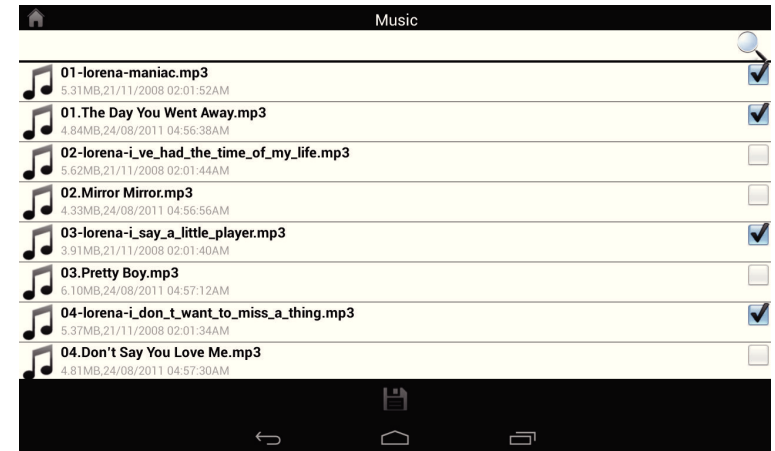 Music
01-lorena-maniac.mp3
5.31MB,21/11/2008 02:01:52AM
01.The Day You Went Away.mp3
4.84MB,24/08/2011 04:56:38AM
02-lorena-i_ve_had_the_time_of_my_life.mp3
5.62MB,21/11/2008 02:01:44AM
02.Mirror Mirror.mp3
4.33MB,24/08/2011 04:56:56AM
03-lorena-i_say_a_little_player.mp3
3.91MB,21/11/2008 02:01:40AM
03.Pretty Boy.mp3
6.10MB,24/08/2011 04:57:12AM
04-lorena-i_don_t_want_to_miss_a_thing.mp3
5.37MB,21/11/2008 02:01:34AM
04.Don't Say You Love Me.mp3
4.81MB,24/08/2011 04:57:30AM